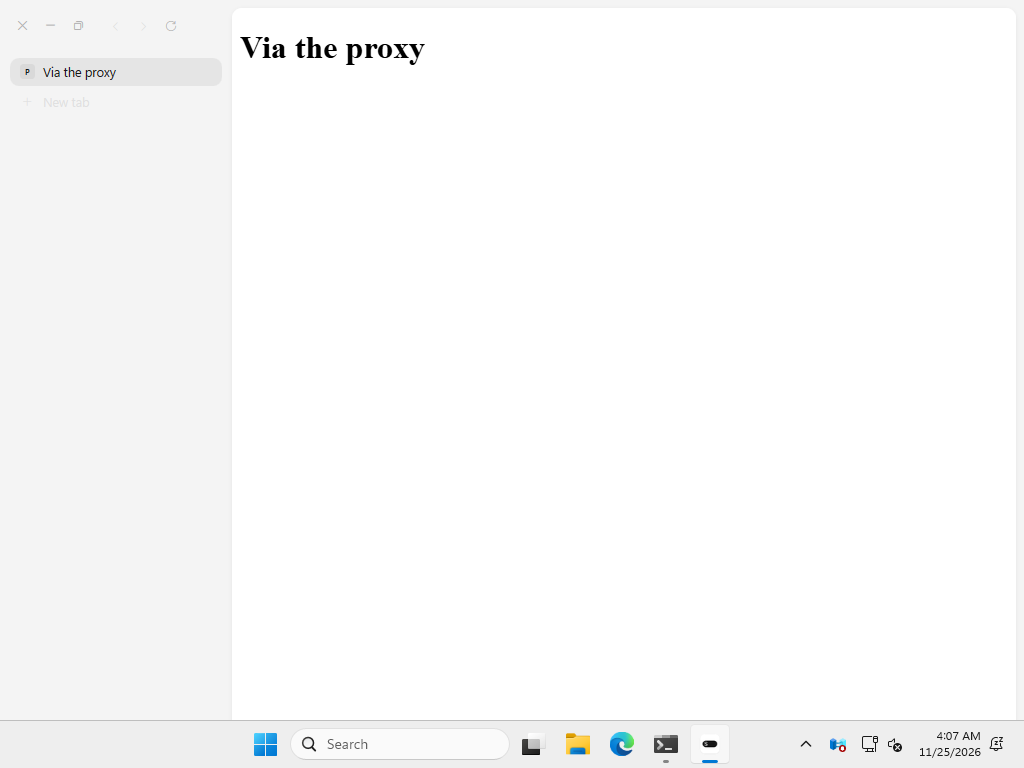 P Via the proxy
+ New tab
Via the proxy
Search
4:07 AM
11/25/2026